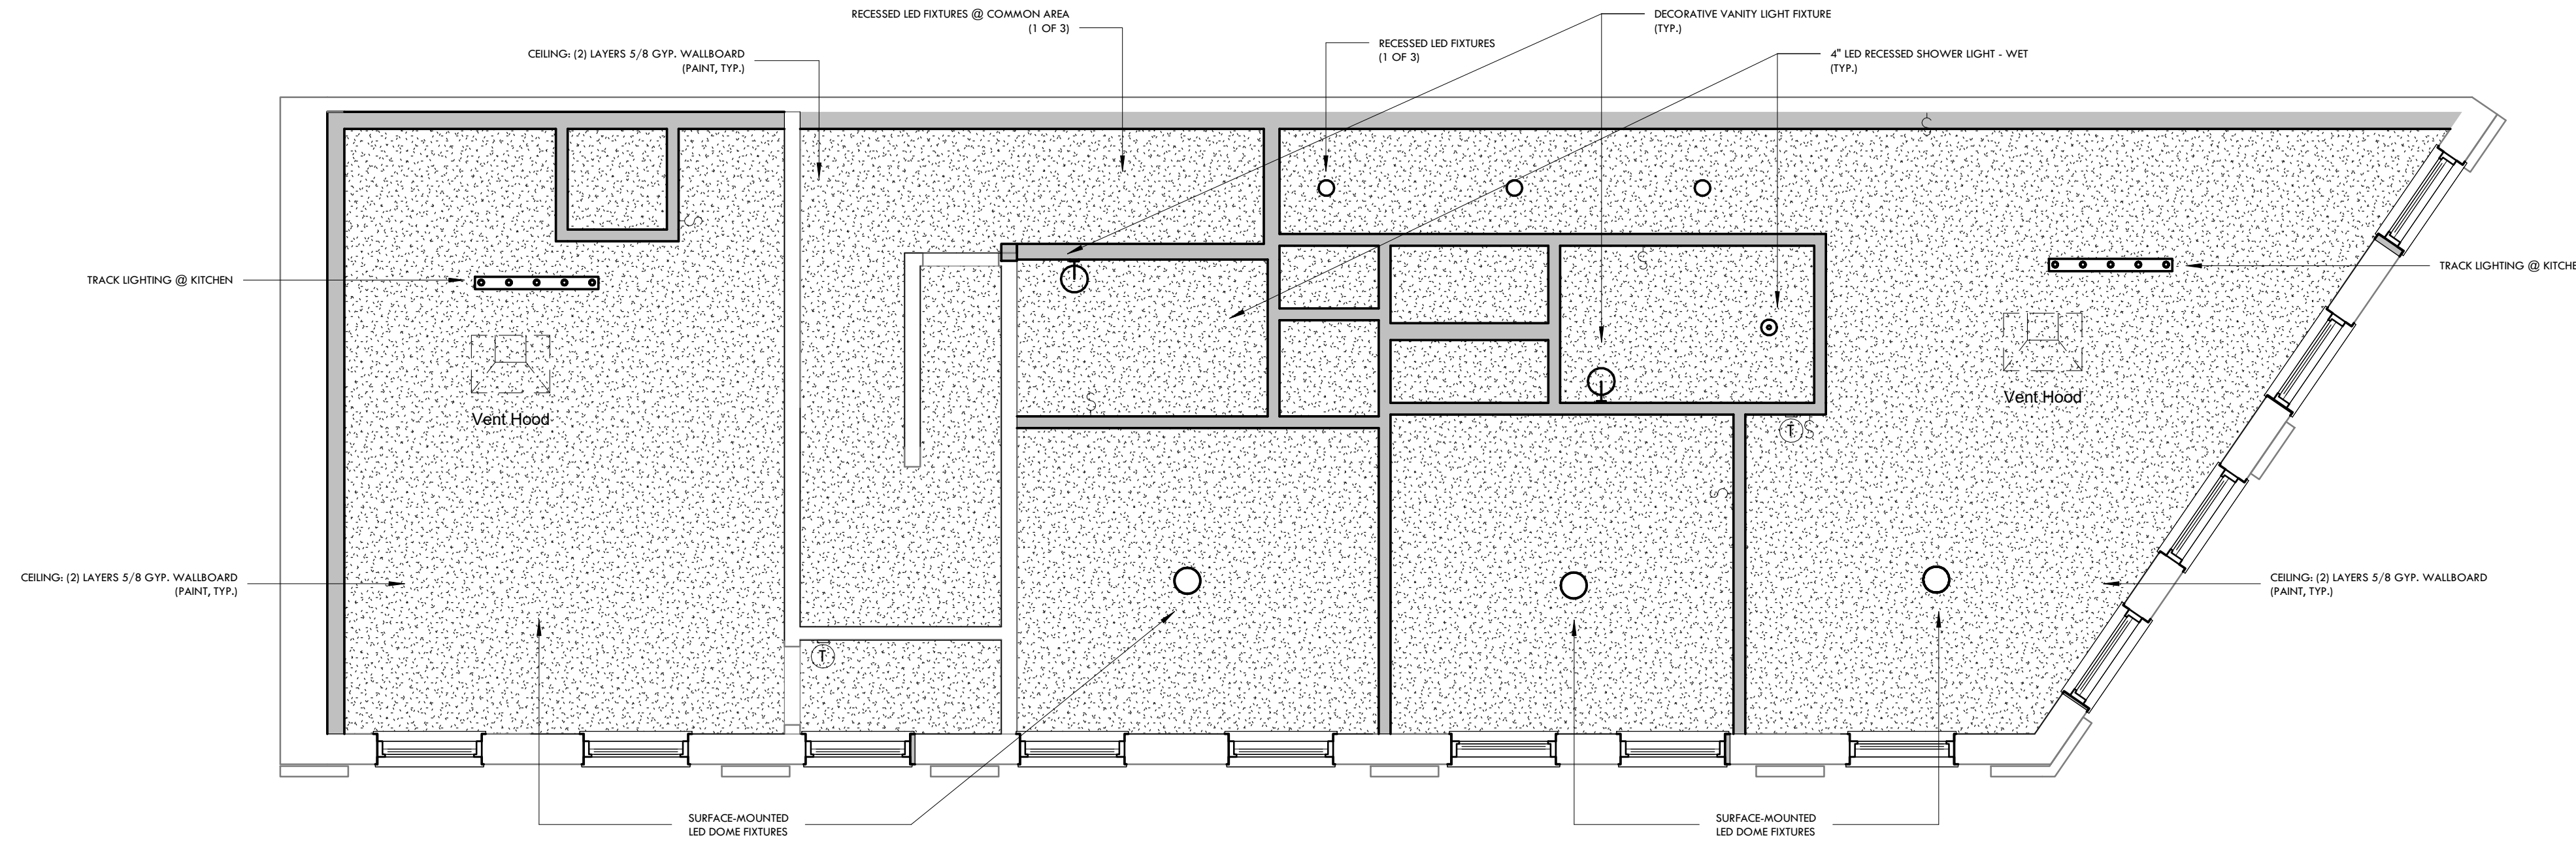 RECESSED LED FIXTURES @ COMMON AREA
(1 OF 3)
DECORATIVE VANITY LIGHT FIXTURE
(TYP.)
CEILING: (2) LAYERS 5/8 GYP. WALLBOARD
(PAINT, TYP.)
RECESSED LED FIXTURES
(1 OF 3)
4" LED RECESSED SHOWER LIGHT - WET
(TYP.)
S
S
S
TRACK LIGHTING @ KITCHEN
TRACK LIGHTING @ KITCHE
Vent Hood
Vent Hood
S
T S
S
CEILING: (2) LAYERS 5/8 GYP. WALLBOARD
(PAINT, TYP.)
CEILING: (2) LAYERS 5/8 GYP. WALLBOARD
(PAINT, TYP.)
T
SURFACE-MOUNTED
LED DOME FIXTURES
SURFACE-MOUNTED
LED DOME FIXTURES